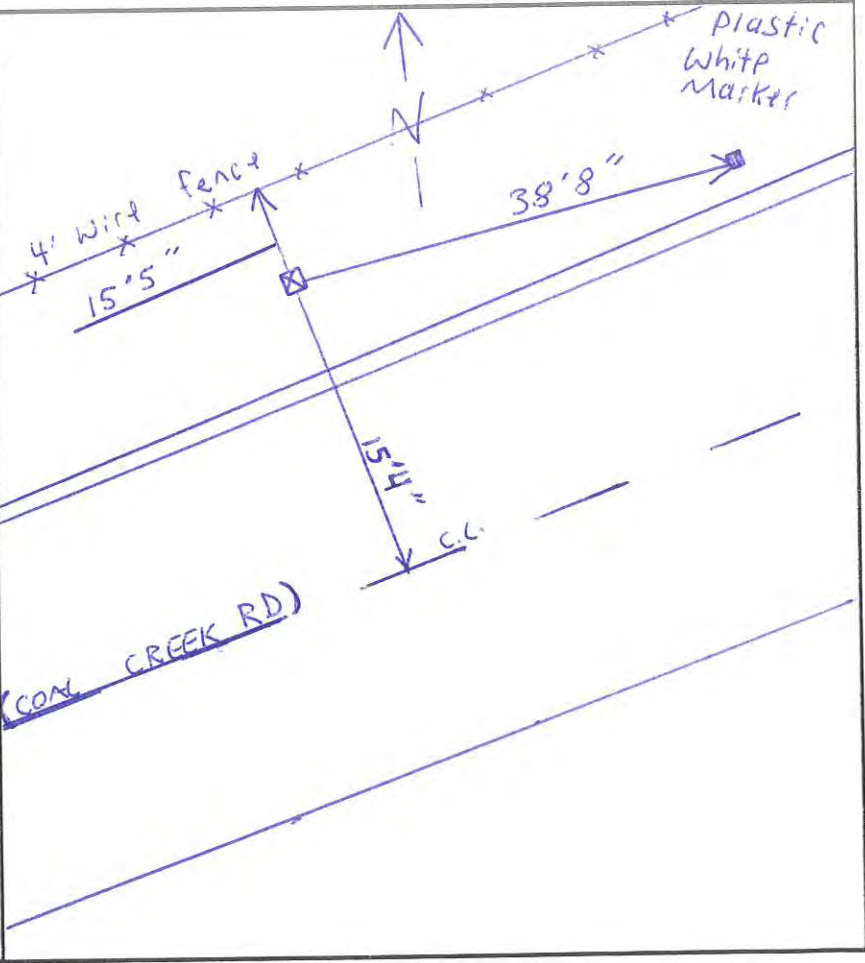 Plastic
White
Marker
N
38'8"
4' Wire fence
15'5"
15'4"
C.L.
(COAL CREEK RD)